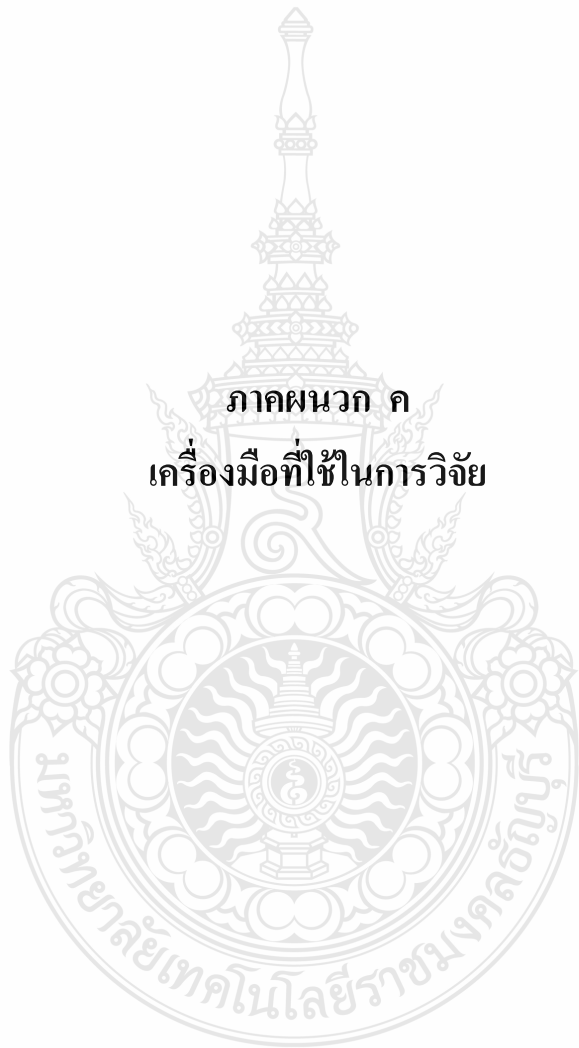 ภาคผนวก ค
เครื่องมือที่ใช้ในการวิจัย
มหาวิทยาลัยเทคโนโลยีราชมงคลธัญบุรี